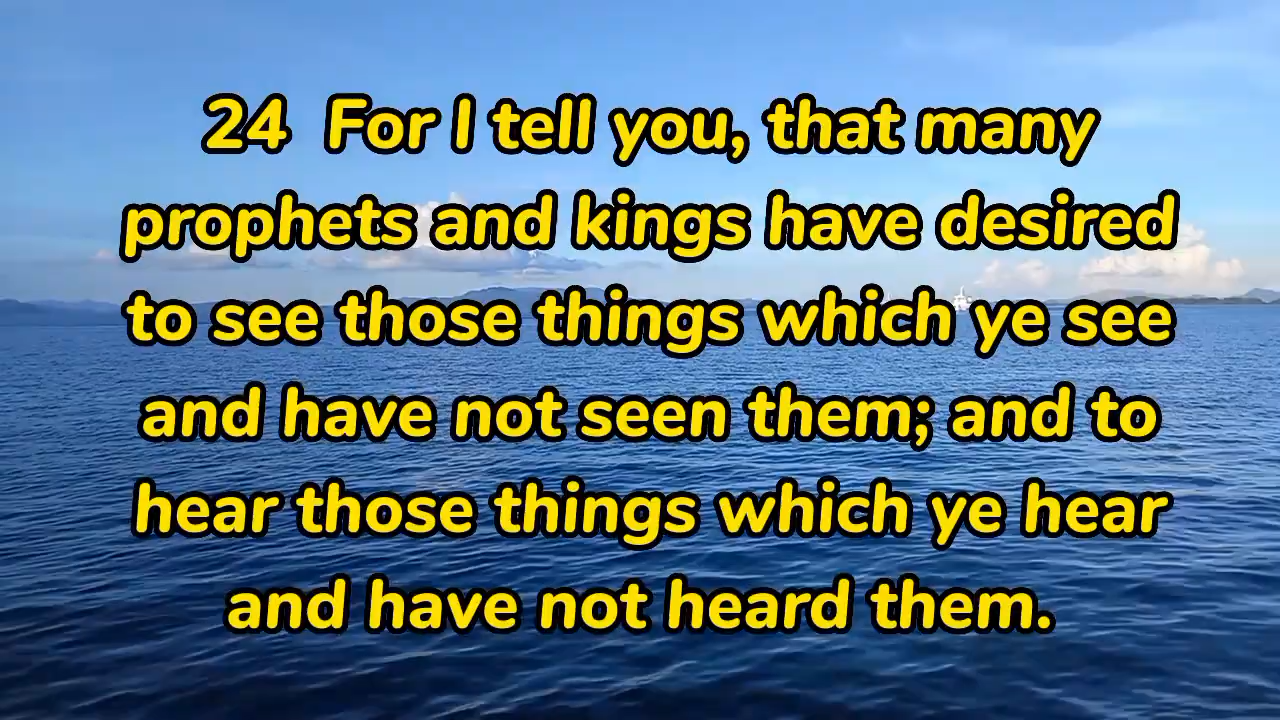 24  For I tell you, that many
prophets and kings have desired
to see those things which ye see
and have not seen them; and to
hear those things which ye hear
and have not heard them.